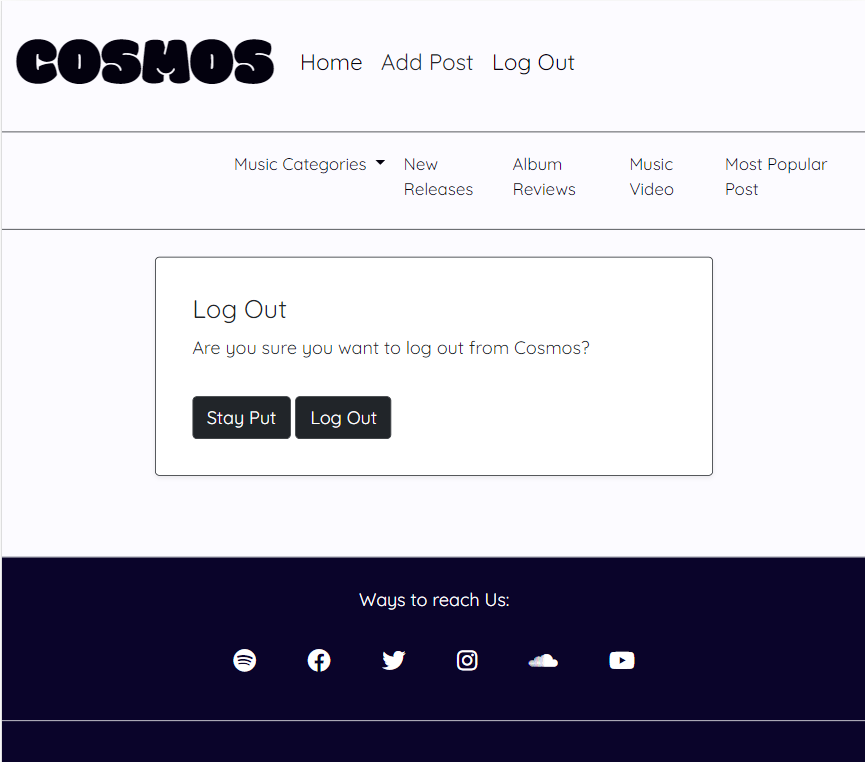 COSMOS Home Add Post Log Out
Music Categories New Releases Album Reviews Music Video Most Popular Post
Log Out
Are you sure you want to log out from Cosmos?
Stay Put Log Out
Ways to reach Us: